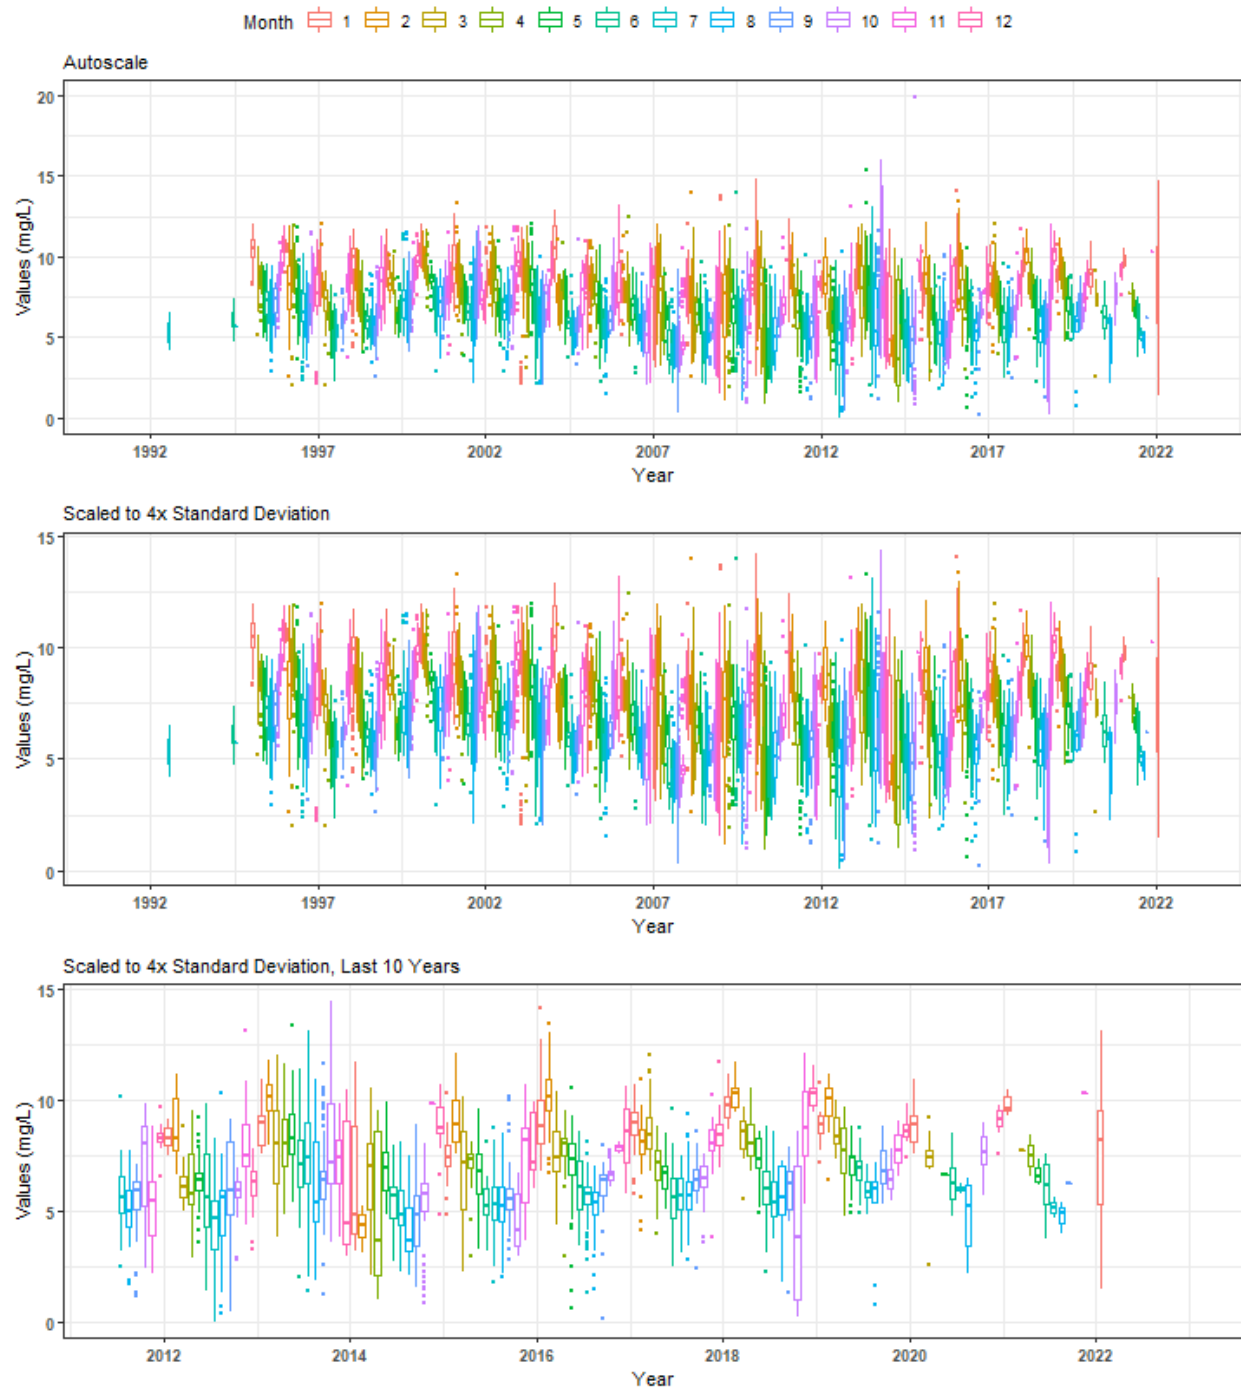 Month 1 2 3 4 5 6 7 8 9 10 11 12
Autoscale
20
15
10
5
0
Values (mg/L)
1992 1997 2002 2007 2012 2017 2022
Year
Scaled to 4x Standard Deviation
15
10
5
0
Values (mg/L)
1992 1997 2002 2007 2012 2017 2022
Year
Scaled to 4x Standard Deviation, Last 10 Years
15
10
5
0
Values (mg/L)
2012 2014 2016 2018 2020 2022
Year